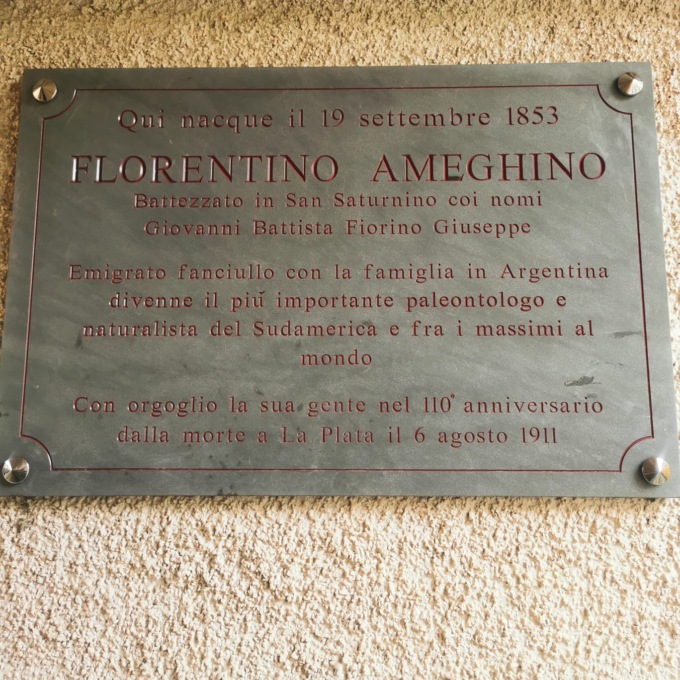 Qui nacque il 19 settembre 1853
FLORENTINO AMEGHINO
Battezzato in San Saturnino coi nomi
Giovanni Battista Fiorino Giuseppe
Emigrato fanciullo con la famiglia in Argentina
divenne il più importante paleontologo e
naturalista del Sudamerica e fra i massimi al
mondo
Con orgoglio la sua gente nel 110° anniversario
dalla morte a La Plata il 6 agosto 1911